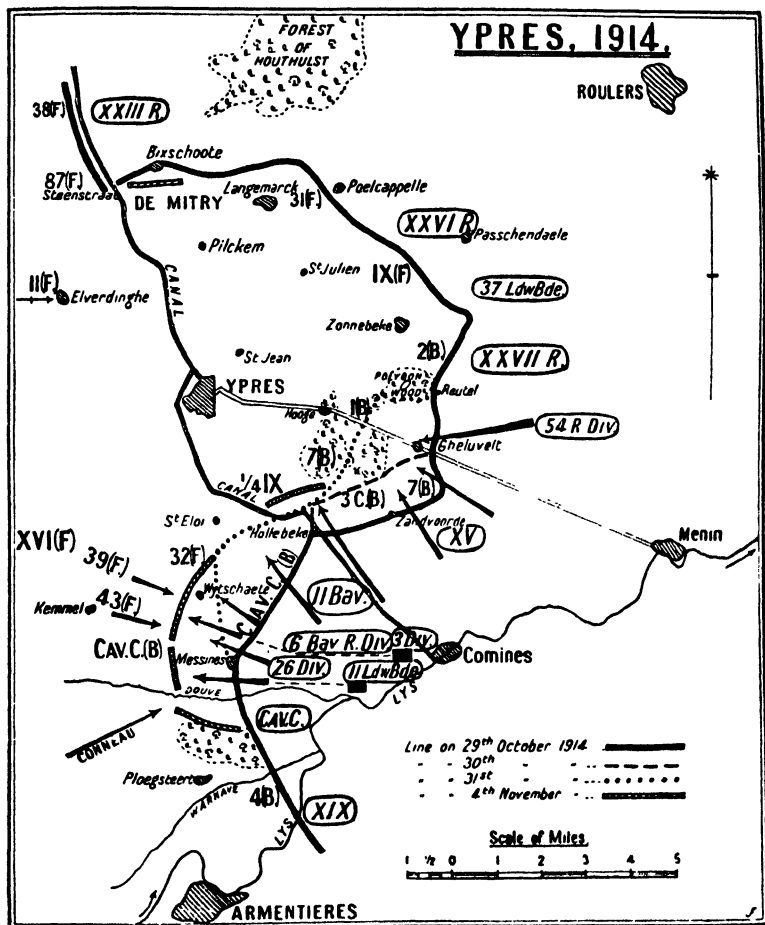 YPRES, 1914.
FOREST
OF
HOUTHULST
ROULERS
38(F)
XXIII R.
Bixschoote
87(F.)
Steenstraat
DE MITRY
Langemarck
31(F.)
Poelcappelle
XXVI R
Passchendaele
Pilckem
St Julien
IX(F)
37 LdwBde.
II(F)
Elverdinghe
CANAL
Zonnebeke
2(B).
XXVII R.
St Jean
POLYGON
WOOD
Reutel
YPRES
Hooge
1(B)
54 R Div.
Gheluvelt
7(B)
1/4 IX
CANAL
3 C.(B)
7(B)
Zandvoorde
XV
Menin
St Eloi
Hollebeke
XVI(F)
32(F)
39(F.)
Wytschaete
CAV. C. (B)
II Bav.
Kemmel
43(F)
6 Bav R. Div.
3 Div.
Comines
CAV.C.(B)
Messines
26 Div.
11 LdwBde
DOUVE
LYS
CAV.C.
CONNEAU
Ploegsteert
WARNAVE
4(B)
XIX
LYS
Line on 29th October 1914
" " 30th " "
" " 31st " "
" " 4th November "
Scale of Miles.
1 ½ 0 1 2 3 4 5
ARMENTIERES